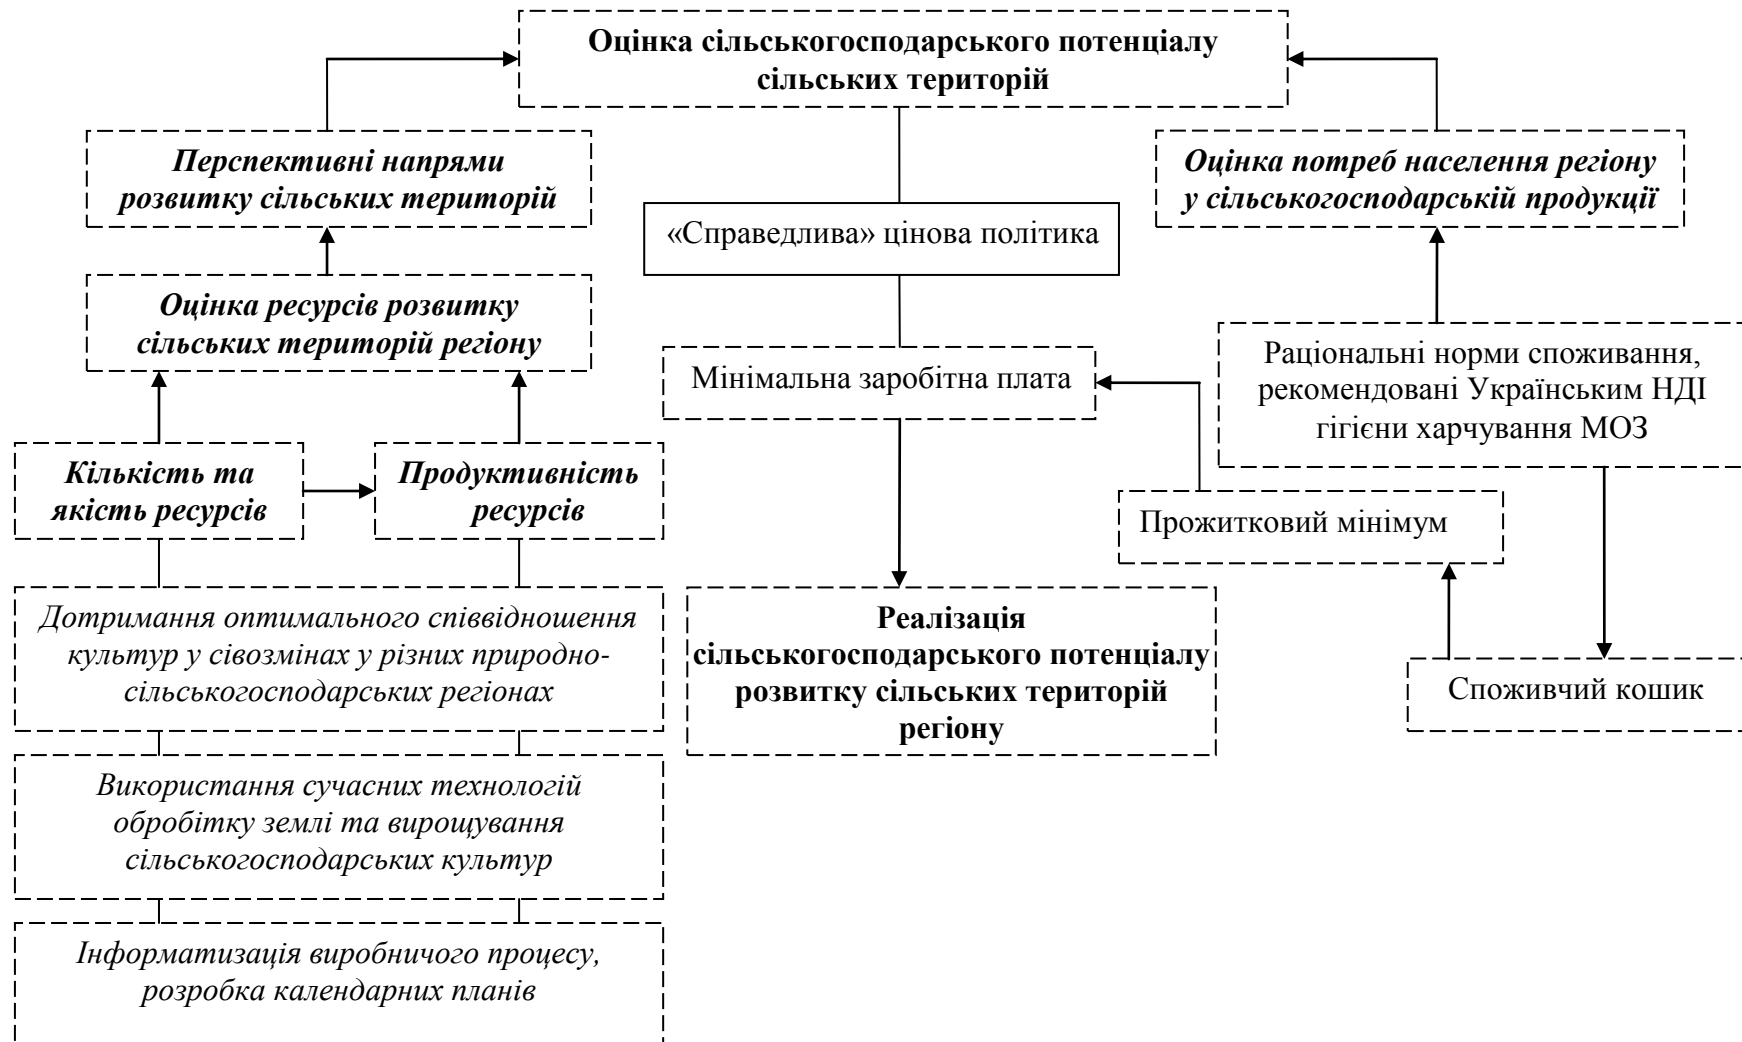 Оцінка сільськогосподарського потенціалу
сільських територій
Перспективні напрями
розвитку сільських територій
Оцінка потреб населення регіону
у сільськогосподарській продукції
«Справедлива» цінова політика
Оцінка ресурсів розвитку
сільських територій регіону
Мінімальна заробітна плата
Раціональні норми споживання,
рекомендовані Українським НДІ
гігієни харчування МОЗ
Кількість та
якість ресурсів
Продуктивність
ресурсів
Прожитковий мінімум
Дотримання оптимального співвідношення
культур у сівозмінах у різних природно-
сільськогосподарських регіонах
Реалізація
сільськогосподарського потенціалу
розвитку сільських територій
регіону
Споживчий кошик
Використання сучасних технологій
обробітку землі та вирощування
сільськогосподарських культур
Інформатизація виробничого процесу,
розробка календарних планів